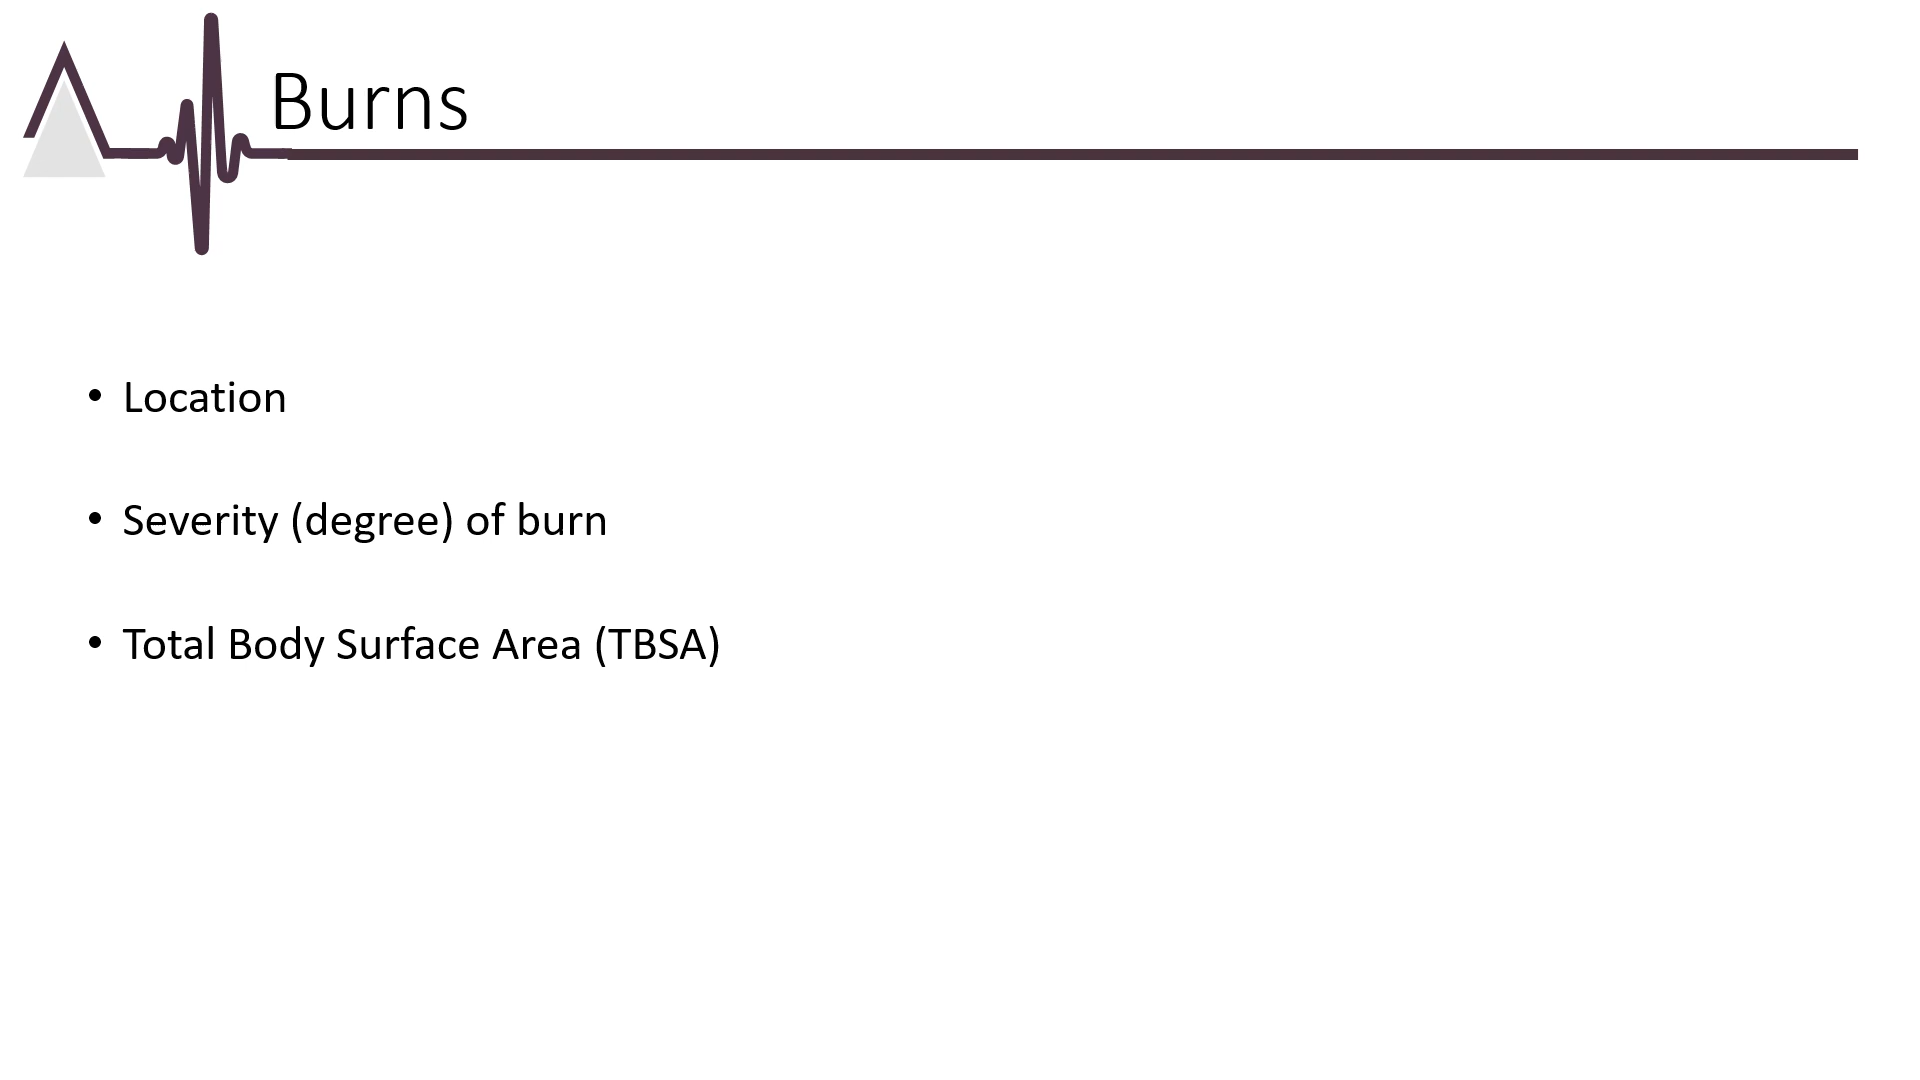 Burns
• Location
• Severity (degree) of burn
• Total Body Surface Area (TBSA)